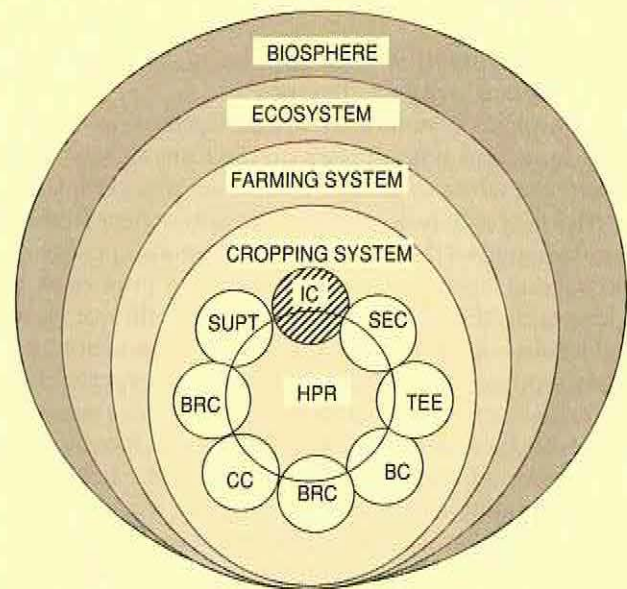 BIOSPHERE
ECOSYSTEM
FARMING SYSTEM
CROPPING SYSTEM
IC
SUPT
SEC
BRC
HPR
TEE
CC
BRC
BC